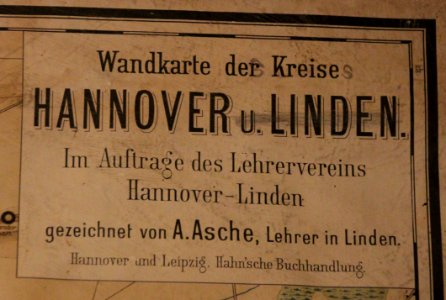 Wandkarte der Kreise
HANNOVER u. LINDEN.
Im Auftrage des Lehrervereins
Hannover-Linden
gezeichnet von A. Asche, Lehrer in Linden.
Hannover und Leipzig. Hahn'sche Buchhandlung.